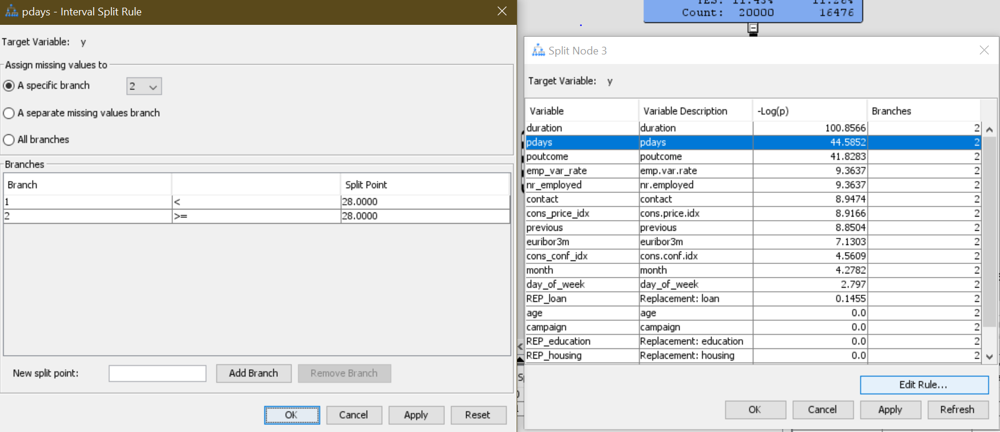 pdays - Interval Split Rule
Target Variable: y
Assign missing values to
A specific branch 2
A separate missing values branch
All branches
Branches
Branch Split Point
1 < 28.0000
2 >= 28.0000
New split point: Add Branch Remove Branch
OK Cancel Apply Reset
Count: 20000 16476
Split Node 3
Target Variable: y
Variable Variable Description -Log(p) Branches
duration duration 100.8566 2
pdays pdays 44.5852 2
poutcome poutcome 41.8283 2
emp_var_rate emp.var.rate 9.3637 2
nr_employed nr.employed 9.3637 2
contact contact 8.9474 2
cons_price_idx cons.price.idx 8.9166 2
previous previous 8.8504 2
euribor3m euribor3m 7.1303 2
cons_conf_idx cons.conf.idx 4.5609 2
month month 4.2782 2
day_of_week day_of_week 2.797 2
REP_loan Replacement: loan 0.1455 2
age age 0.0 2
campaign campaign 0.0 2
REP_education Replacement: education 0.0 2
REP_housing Replacement: housing 0.0 2
Edit Rule...
OK Cancel Apply Refresh